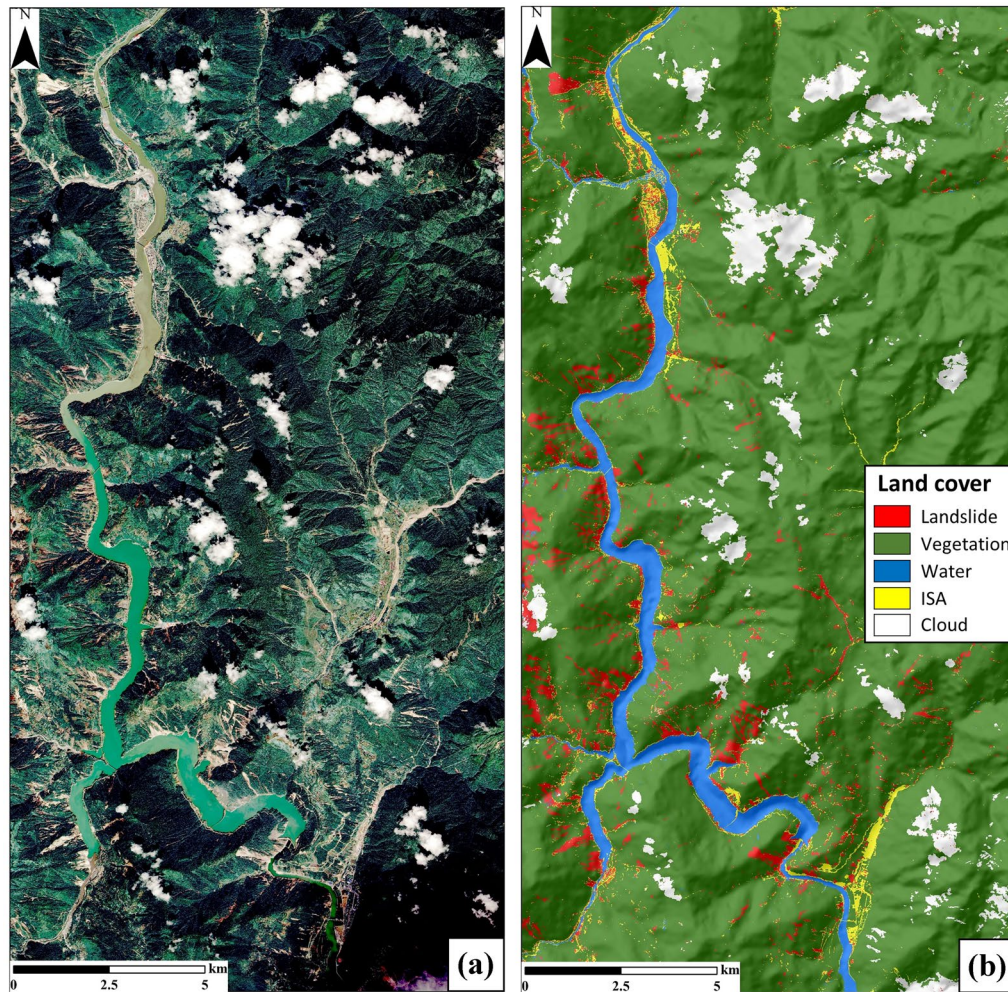 N
N
Land cover
Landslide
Vegetation
Water
ISA
Cloud
km
0 2.5 5
(a)
km
0 2.5 5
(b)